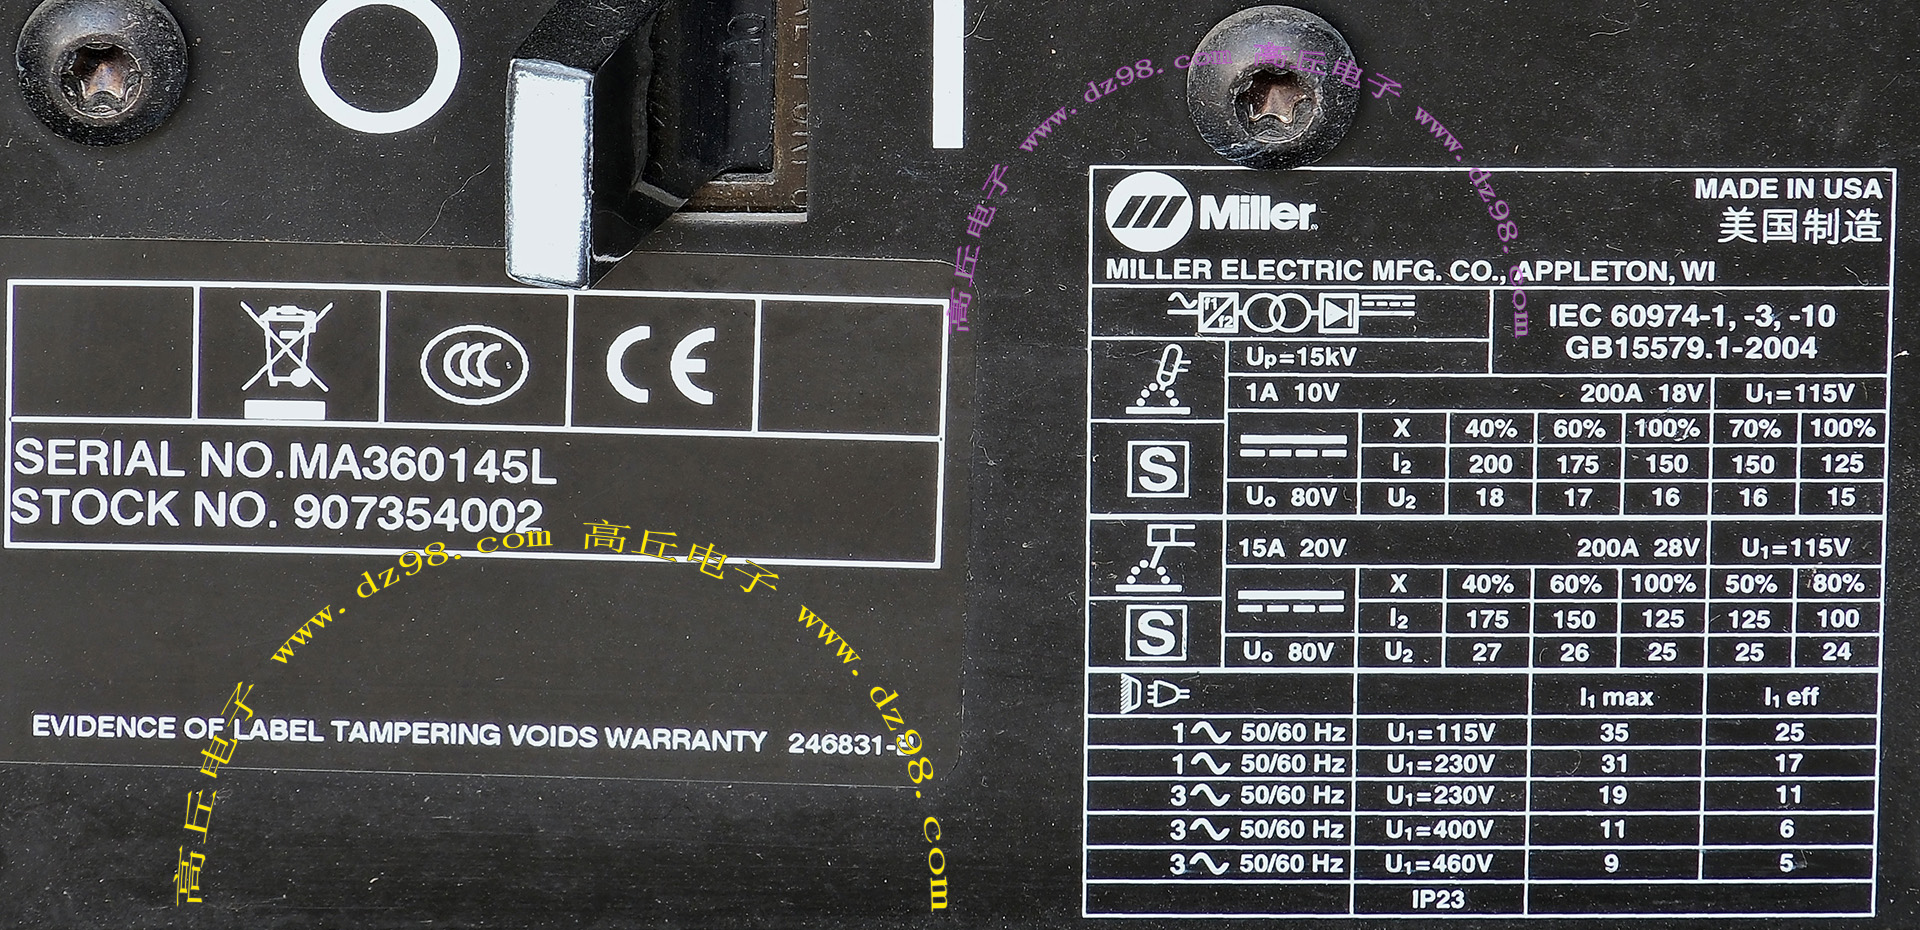 SERIAL NO.MA360145L
STOCK NO. 907354002
EVIDENCE OF LABEL TAMPERING VOIDS WARRANTY 246831-
Miller
MADE IN USA
美国制造
MILLER ELECTRIC MFG. CO., APPLETON, WI
f1
f2
IEC 60974-1, -3, -10
GB15579.1-2004
Up=15kV
1A 10V 200A 18V U1=115V
X 40% 60% 100% 70% 100%
I2 200 175 150 150 125
S
U0 80V U2 18 17 16 16 15
15A 20V 200A 28V U1=115V
X 40% 60% 100% 50% 80%
I2 175 150 125 125 100
S
U0 80V U2 27 26 25 25 24
I1 max I1 eff
1 50/60 Hz U1=115V 35 25
1 50/60 Hz U1=230V 31 17
3 50/60 Hz U1=230V 19 11
3 50/60 Hz U1=400V 11 6
3 50/60 Hz U1=460V 9 5
IP23
CCC
CE
高丘电子 www.dz98.com 高丘电子 www.dz98.com
高丘电子 www.dz98.com 高丘电子 www.dz98.com